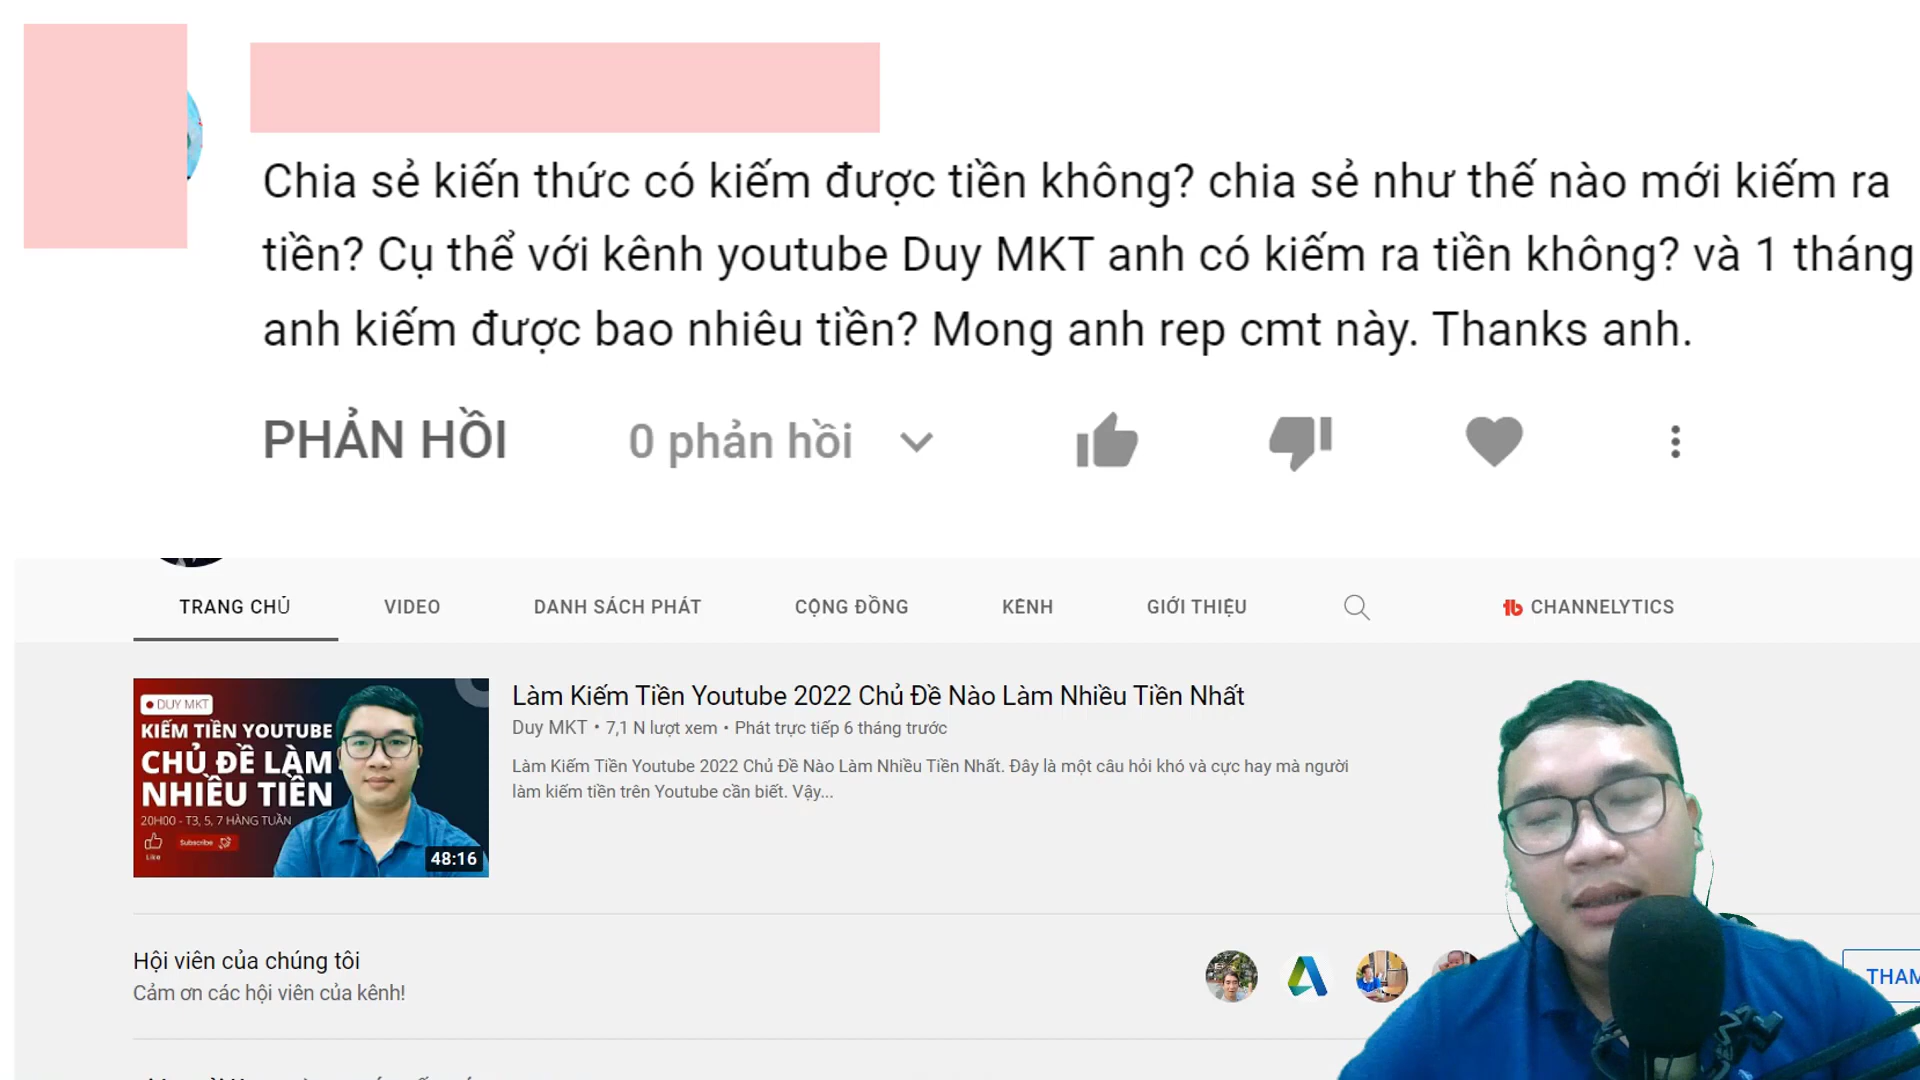 Chia sẻ kiến thức có kiếm được tiền không? chia sẻ như thế nào mới kiếm ra
tiền? Cụ thể với kênh youtube Duy MKT anh có kiếm ra tiền không? và 1 tháng
anh kiếm được bao nhiêu tiền? Mong anh rep cmt này. Thanks anh.
PHẢN HỒI 0 phản hồi
TRANG CHỦ VIDEO DANH SÁCH PHÁT CỘNG ĐỒNG KÊNH GIỚI THIỆU CHANNELYTICS
DUY MKT
KIẾM TIỀN YOUTUBE
CHỦ ĐỀ LÀM
NHIỀU TIỀN
20H00 - T3, 5, 7 HÀNG TUẦN
Like
Subscribe
48:16
Làm Kiếm Tiền Youtube 2022 Chủ Đề Nào Làm Nhiều Tiền Nhất
Duy MKT • 7,1 N lượt xem • Phát trực tiếp 6 tháng trước
Làm Kiếm Tiền Youtube 2022 Chủ Đề Nào Làm Nhiều Tiền Nhất. Đây là một câu hỏi khó và cực hay mà người
làm kiếm tiền trên Youtube cần biết. Vậy...
Hội viên của chúng tôi
Cảm ơn các hội viên của kênh!
THAM